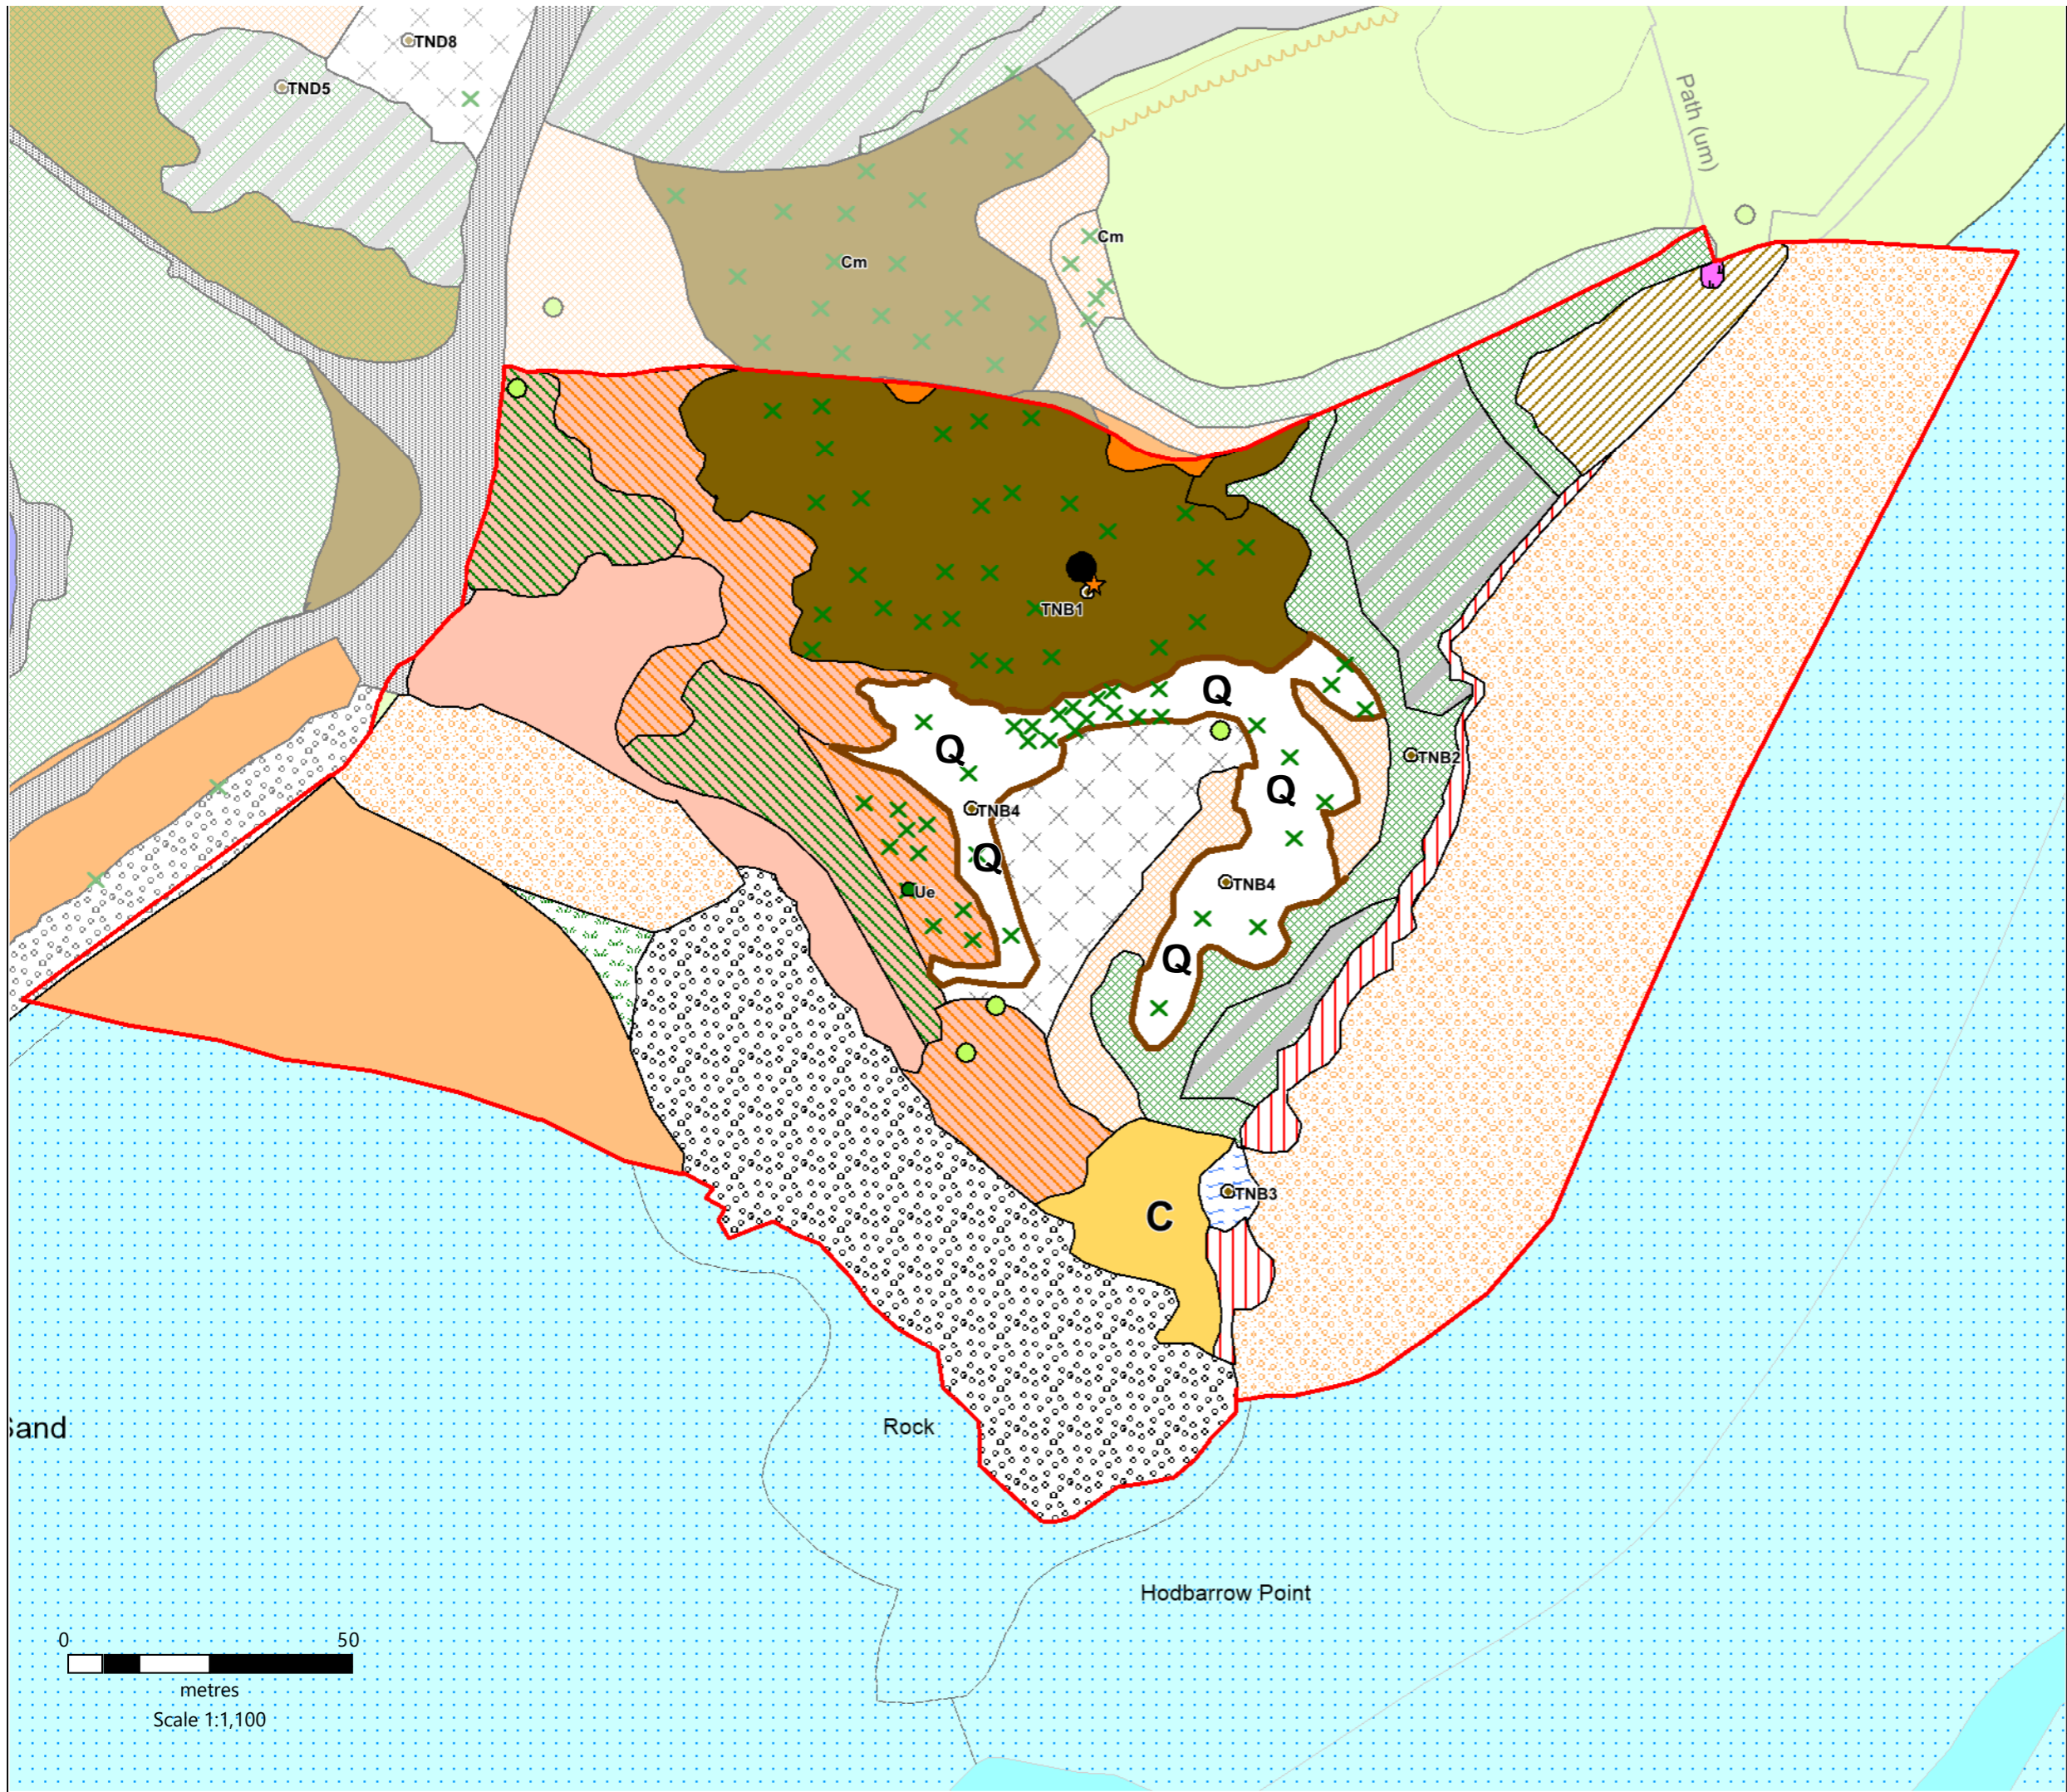 TND8
TND5
Path (um)
Cm
Cm
TNB1
Q
Q
TNB2
Q
TNB4
Q
TNB4
Ue
Q
TNB3
C
Rock
Hodbarrow Point
0 50
metres
Scale 1:1,100